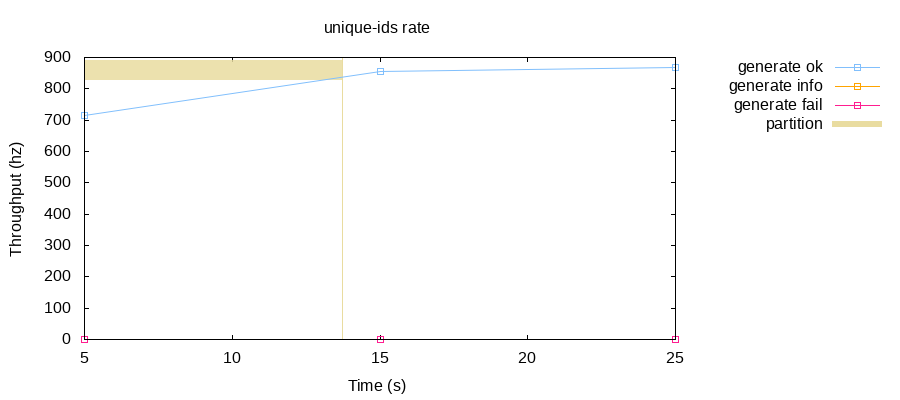 unique-ids rate
900
800
700
600
500
400
300
200
100
0
Throughput (hz)
5
10
15
20
25
Time (s)
generate ok
generate info
generate fail
partition